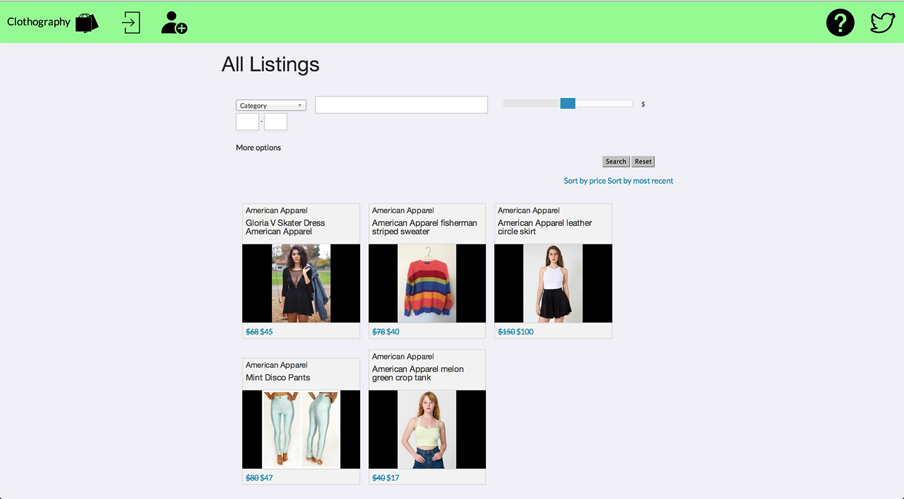 Clothography
All Listings
Category
-
$
More options
Search Reset
Sort by price Sort by most recent
American Apparel
Gloria V Skater Dress
American Apparel
$68 $45
American Apparel
American Apparel fisherman
striped sweater
$78 $40
American Apparel
American Apparel leather
circle skirt
$150 $100
American Apparel
Mint Disco Pants
$80 $47
American Apparel
American Apparel melon
green crop tank
$40 $17